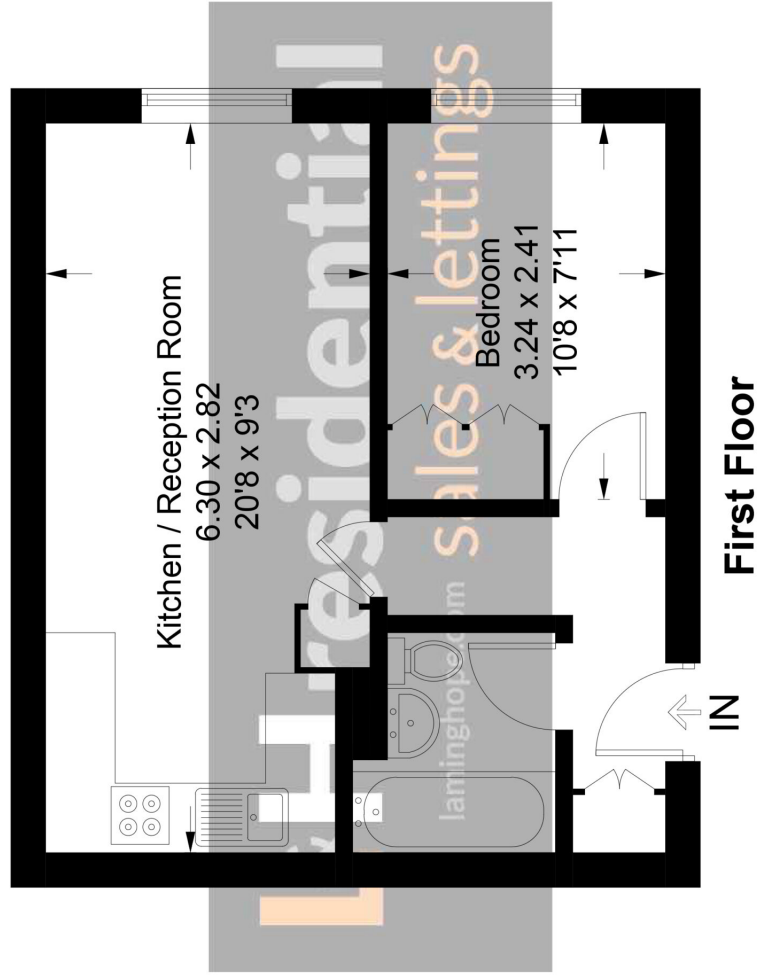 Kitchen / Reception Room
6.30 x 2.82
20'8 x 9'3
Bedroom
3.24 x 2.41
10'8 x 7'11
IN
First Floor
L&H residential
sales & lettings
laminghope.com